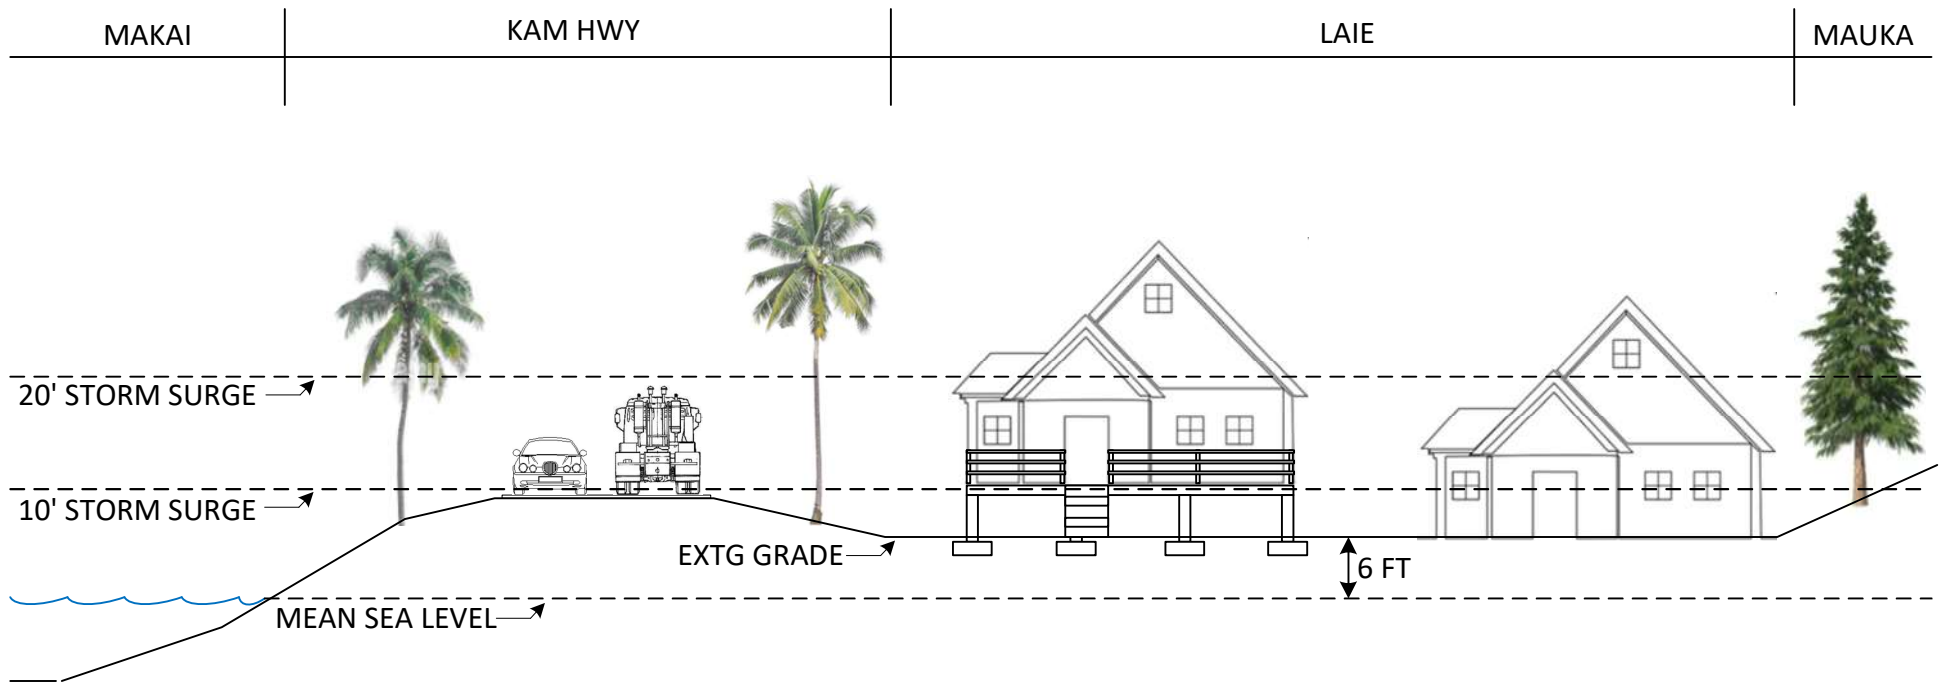 MAKAI
KAM HWY
LAIE
MAUKA
20' STORM SURGE
10' STORM SURGE
EXTG GRADE
6 FT
MEAN SEA LEVEL